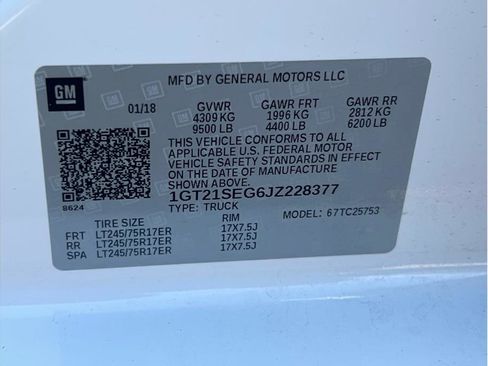 GM
MFD BY GENERAL MOTORS LLC
01/18 GVWR GAWR FRT GAWR RR
4309 KG 1996 KG 2812 KG
9500 LB 4400 LB 6200 LB
THIS VEHICLE CONFORMS TO ALL
APPLICABLE U.S. FEDERAL MOTOR
VEHICLE SAFETY STANDARDS IN EFFECT
ON THE DATE OF MANUFACTURE SHOWN ABOVE.
8624 1GT21SEG6JZ228377
TYPE: TRUCK MODEL: 67TC25753
TIRE SIZE RIM
FRT LT245/75R17ER 17X7.5J
RR LT245/75R17ER 17X7.5J
SPA LT245/75R17ER 17X7.5J